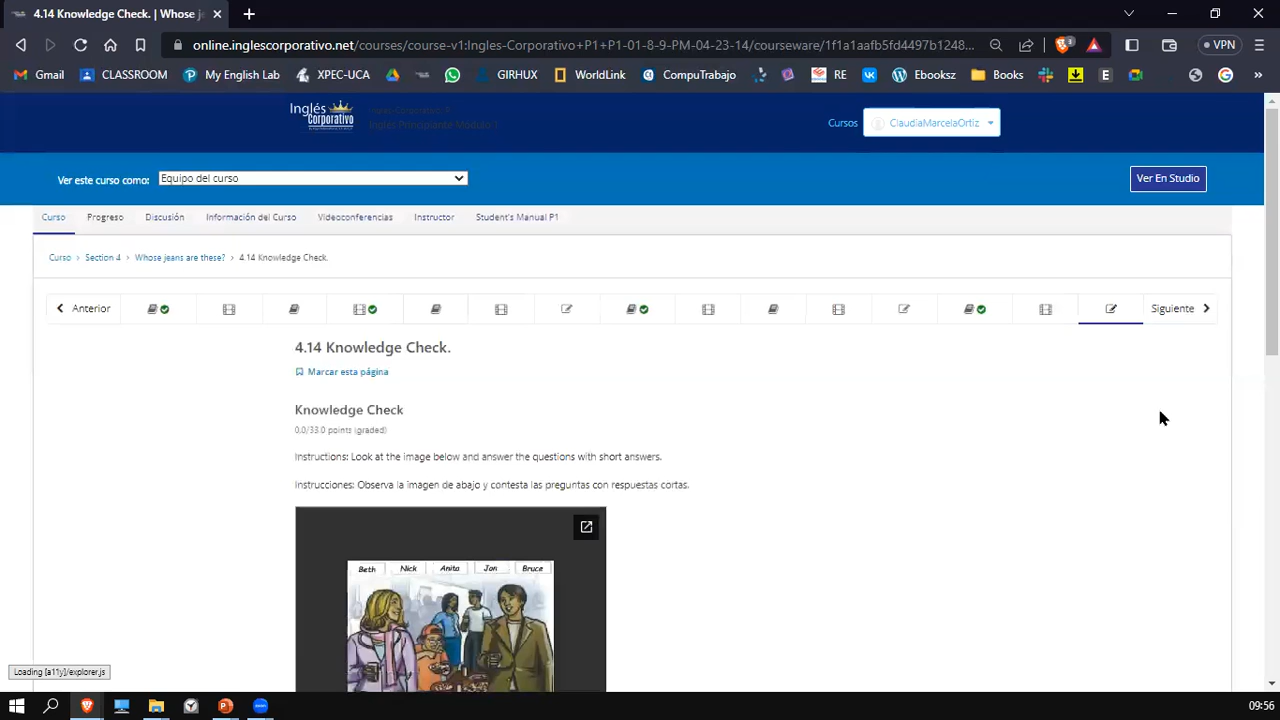 4.14 Knowledge Check. | Whose je
online.inglescorporativo.net/courses/course-v1:Ingles-Corporativo+P1+P1-01-8-9-PM-04-23-14/courseware/1f1a1aafb5fd4497b1248...
VPN
Gmail CLASSROOM My English Lab XPEC-UCA GIRHUX WorldLink CompuTrabajo RE Ebooksz Books
Inglés Corporativo
Inglés Principiante Módulo I
Cursos ClaudiaMarcelaOrtiz
Ver este curso como: Equipo del curso Ver En Studio
Curso Progreso Discusión Información del Curso Videoconferencias Instructor Student's Manual P1
Curso > Section 4 > Whose jeans are these? > 4.14 Knowledge Check.
Anterior Siguiente
4.14 Knowledge Check.
Marcar esta página
Knowledge Check
0.0/33.0 points (graded)
Instructions: Look at the image below and answer the questions with short answers.
Instrucciones: Observa la imagen de abajo y contesta las preguntas con respuestas cortas.
Beth Nick Anita Jon Bruce
Loading [a11y]/explorer.js
09:56